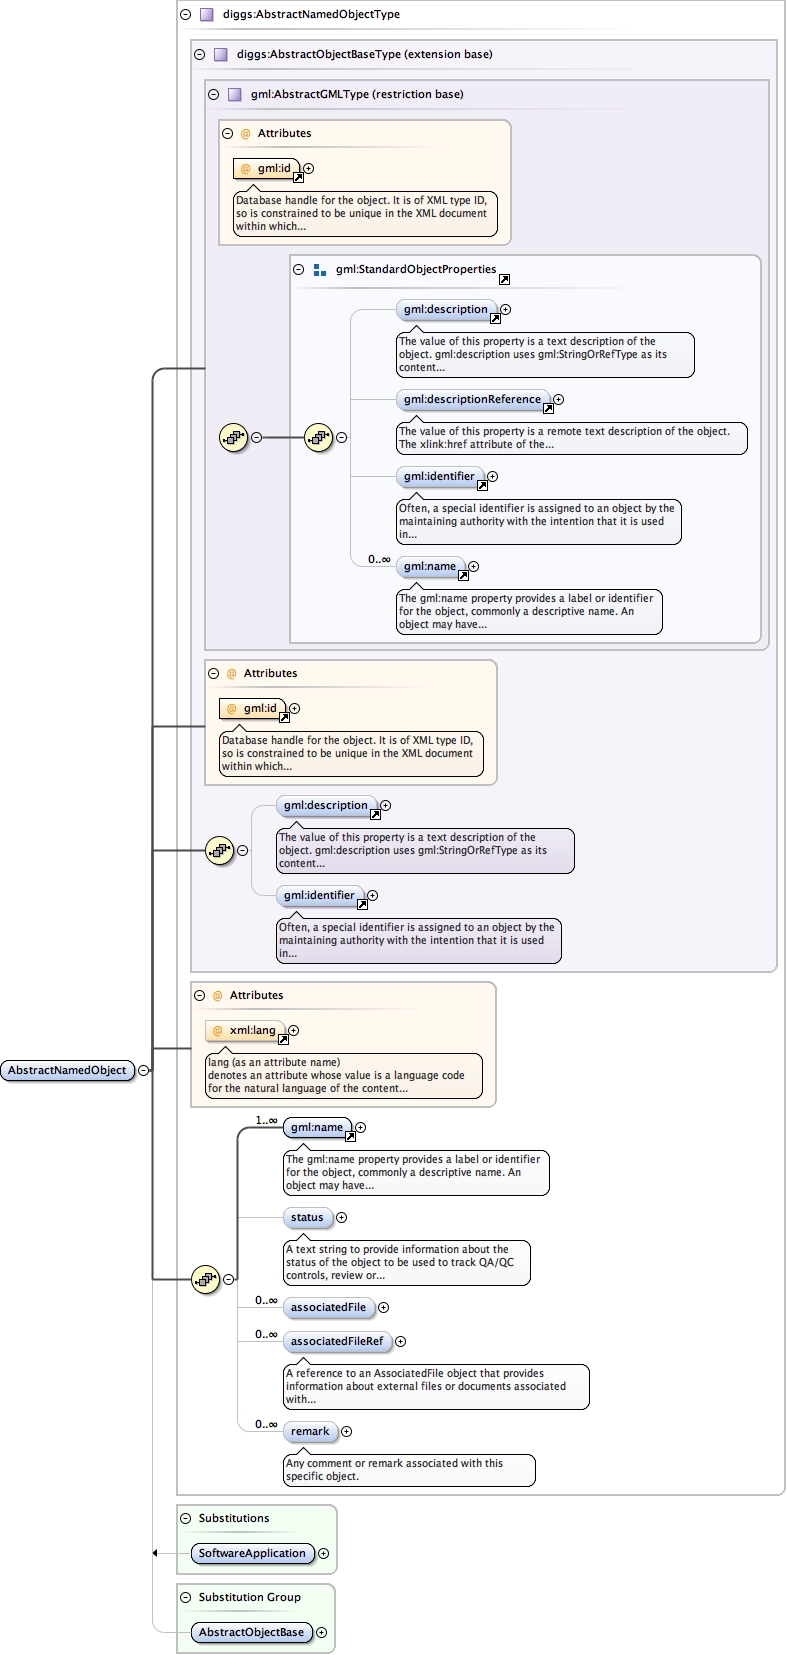 diggs:AbstractNamedObjectType
diggs:AbstractObjectBaseType (extension base)
gml:AbstractGMLType (restriction base)
@ Attributes
@ gml:id
Database handle for the object. It is of XML type ID,
so is constrained to be unique in the XML document
within which...
gml:StandardObjectProperties
gml:description
The value of this property is a text description of the
object. gml:description uses gml:StringOrRefType as its
content...
gml:descriptionReference
The value of this property is a remote text description of the object.
The xlink:href attribute of the...
gml:identifier
Often, a special identifier is assigned to an object by the
maintaining authority with the intention that it is used
in...
0..∞ gml:name
The gml:name property provides a label or identifier
for the object, commonly a descriptive name. An
object may have...
@ Attributes
@ gml:id
Database handle for the object. It is of XML type ID,
so is constrained to be unique in the XML document
within which...
gml:description
The value of this property is a text description of the
object. gml:description uses gml:StringOrRefType as its
content...
gml:identifier
Often, a special identifier is assigned to an object by the
maintaining authority with the intention that it is used
in...
@ Attributes
@ xml:lang
lang (as an attribute name)
denotes an attribute whose value is a language code
for the natural language of the content...
AbstractNamedObject
1..∞ gml:name
The gml:name property provides a label or identifier
for the object, commonly a descriptive name. An
object may have...
status
A text string to provide information about the
status of the object to be used to track QA/QC
controls, review or...
0..∞ associatedFile
0..∞ associatedFileRef
A reference to an AssociatedFile object that provides
information about external files or documents associated
with...
0..∞ remark
Any comment or remark associated with this
specific object.
Substitutions
SoftwareApplication
Substitution Group
AbstractObjectBase